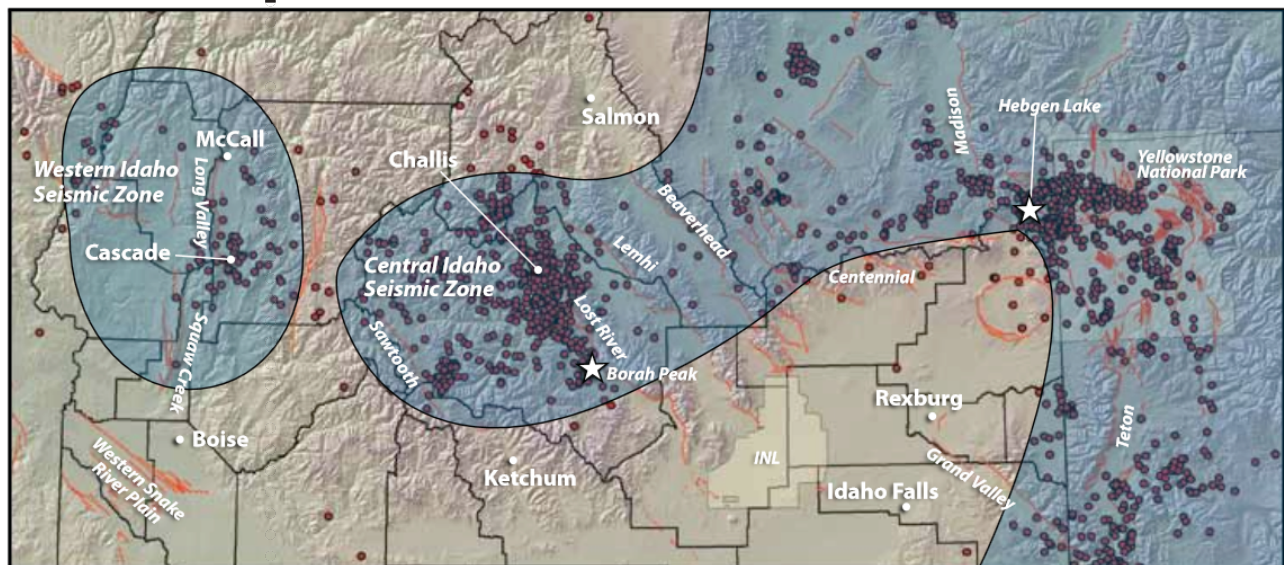 Salmon
McCall
Western Idaho
Seismic Zone
Long Valley
Cascade
Squaw Creek
Boise
Western Snake
River Plain
Challis
Central Idaho
Seismic Zone
Sawtooth
Lemhi
Beaverhead
Lost River
Borah Peak
Ketchum
Madison
Hebgen Lake
Yellowstone
National Park
Centennial
Rexburg
INL
Grand Valley
Idaho Falls
Teton